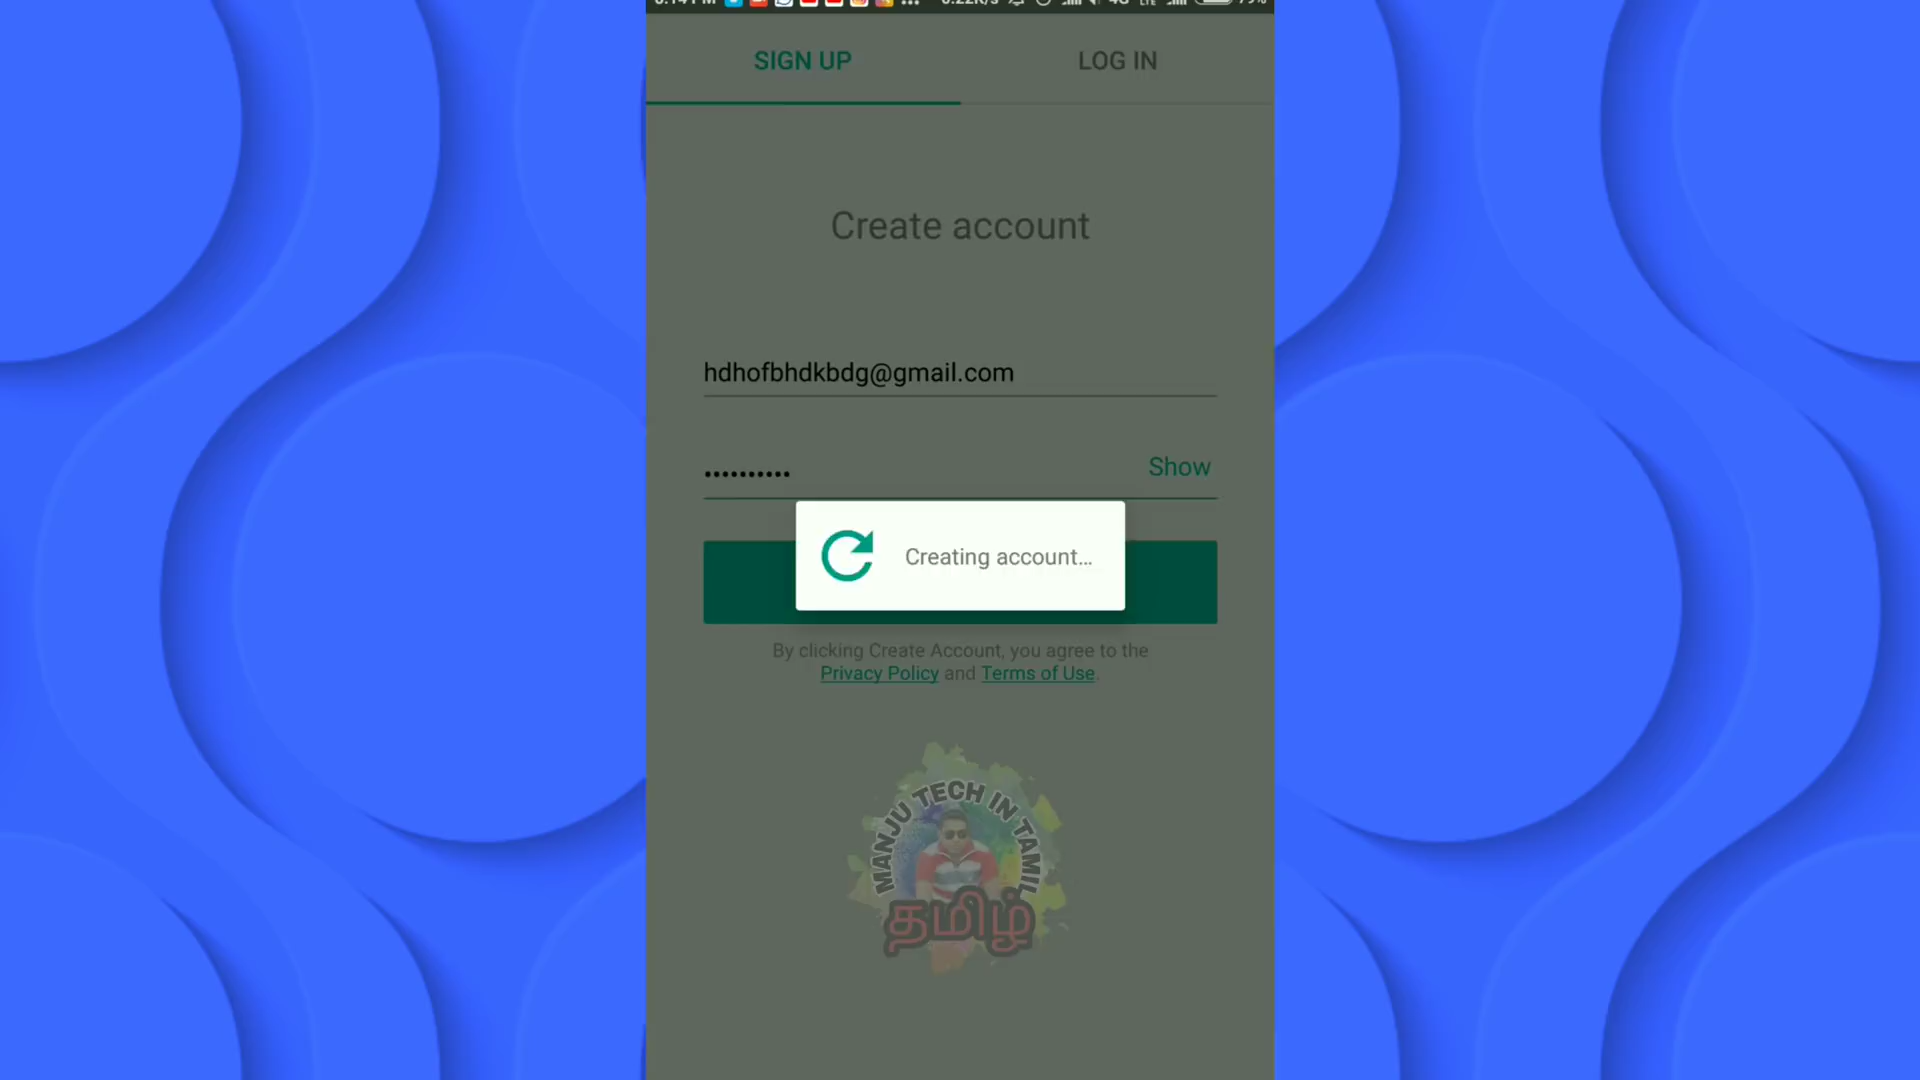 SIGN UP
LOG IN
Create account
hdhofbhdkbdg@gmail.com
Show
Creating account...
By clicking Create Account, you agree to the
Privacy Policy and Terms of Use.
MANJU TECH IN TAMIL
தமிழ்